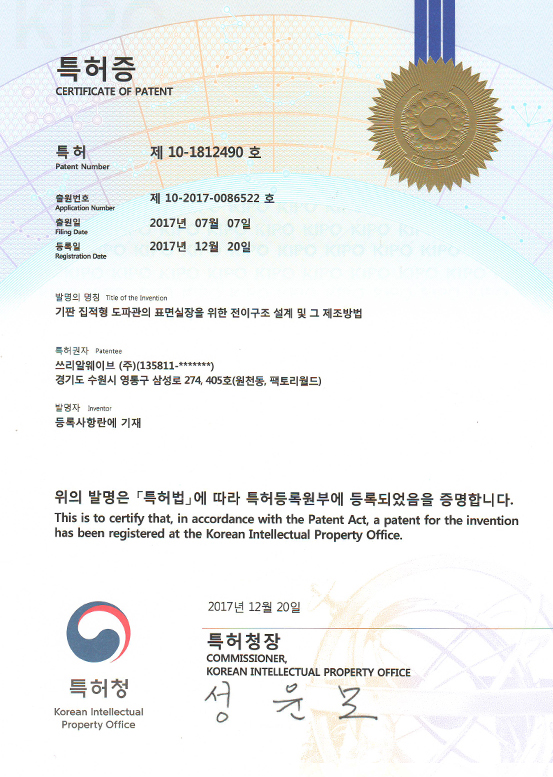 특허증
CERTIFICATE OF PATENT
특허 제 10-1812490 호
Patent Number
출원번호 제 10-2017-0086522 호
Application Number
출원일 2017년 07월 07일
Filing Date
등록일 2017년 12월 20일
Registration Date
발명의 명칭 Title of the Invention
기판 집적형 도파관의 표면실장을 위한 전이구조 설계 및 그 제조방법
특허권자 Patentee
쓰리알웨이브 (주)(135811-*******)
경기도 수원시 영통구 삼성로 274, 405호(원천동, 팩토리월드)
발명자 Inventor
등록사항란에 기재
위의 발명은 「특허법」에 따라 특허등록원부에 등록되었음을 증명합니다.
This is to certify that, in accordance with the Patent Act, a patent for the invention
has been registered at the Korean Intellectual Property Office.
2017년 12월 20일
특허청장
COMMISSIONER,
KOREAN INTELLECTUAL PROPERTY OFFICE
성윤모
특허청
Korean Intellectual
Property Office